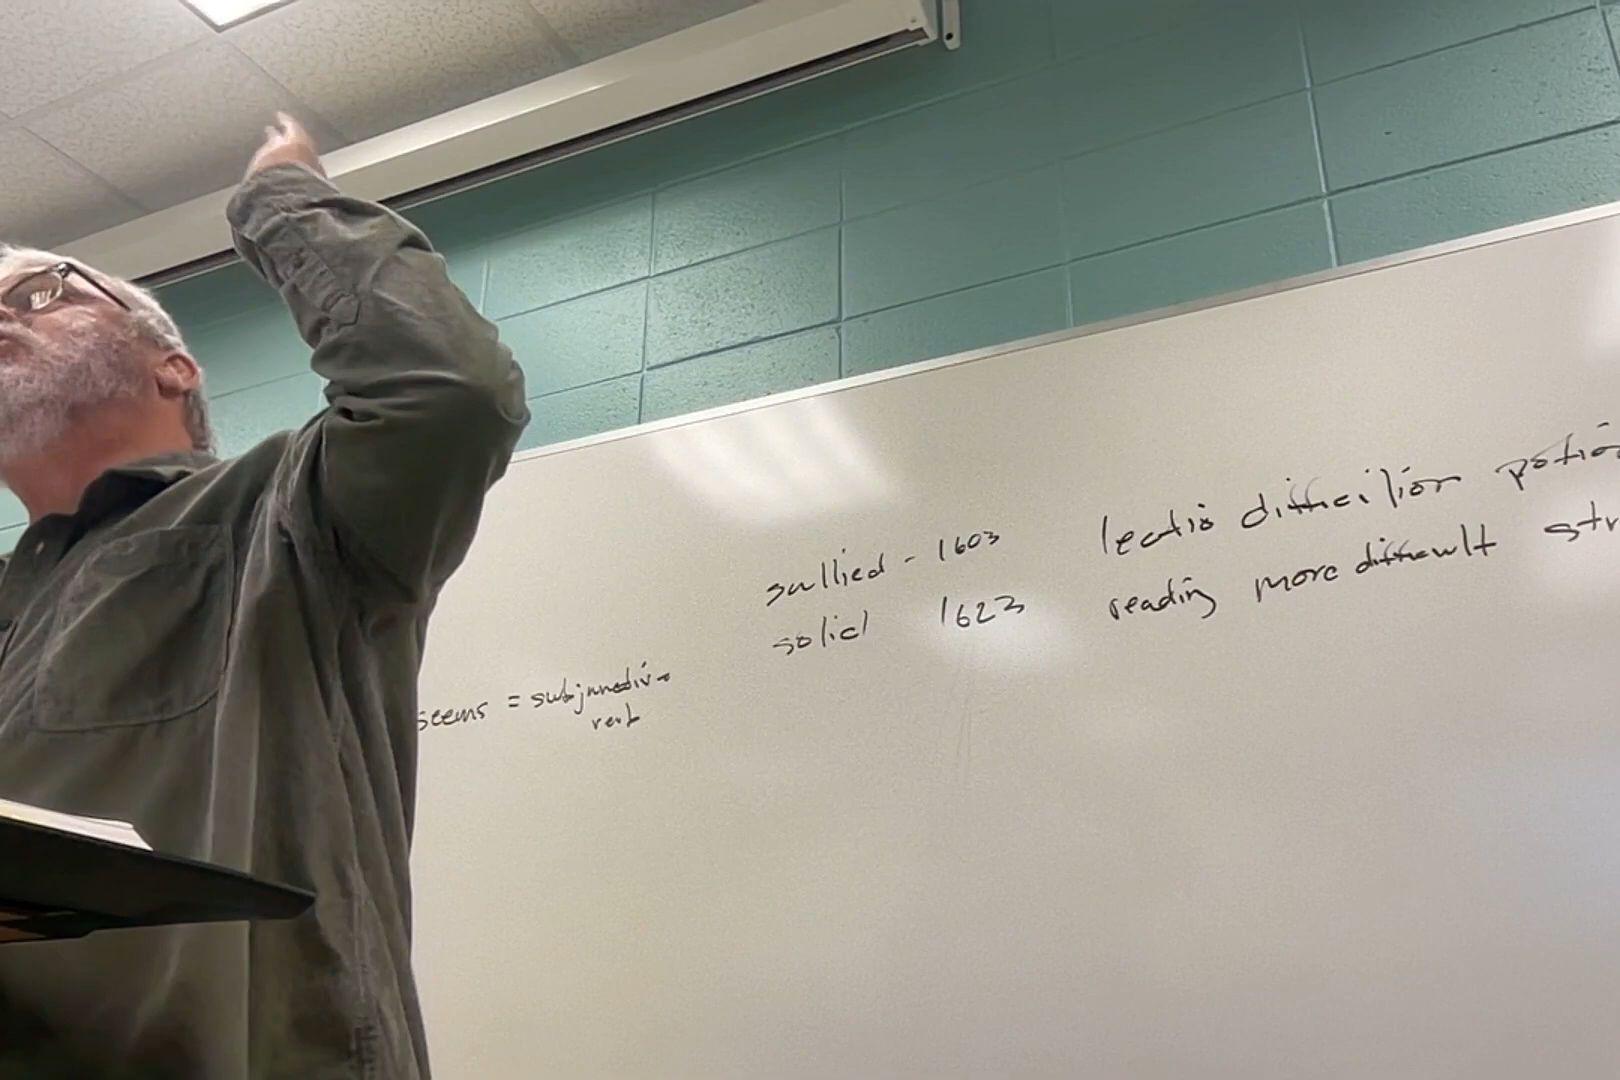 sullied - 1603
solid 1623
lectio difficilior
reading more difficult
seems = subjunctive
verb